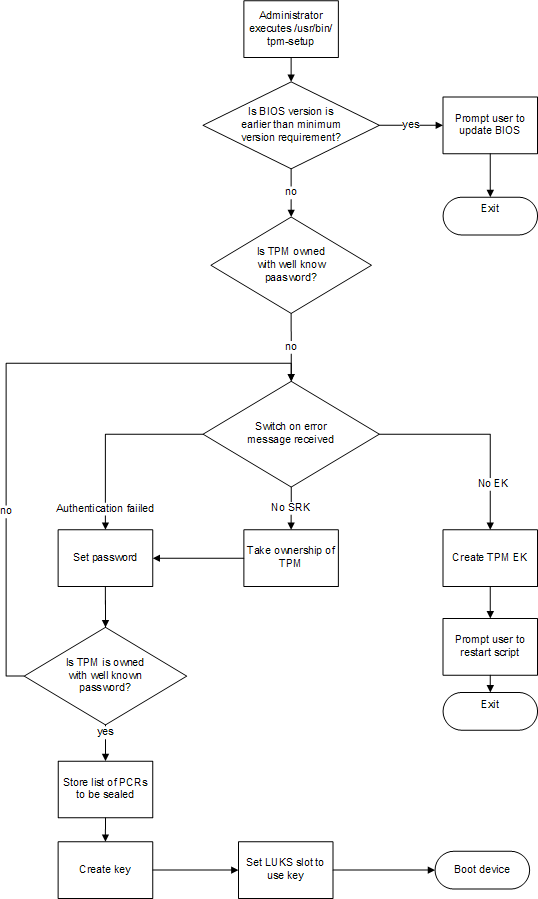 Administrator
executes /usr/bin/
tpm-setup
Is BIOS version is
earlier than minimum
version requirement?
yes
Prompt user to
update BIOS
Exit
no
Is TPM owned
with well know
paasword?
no
Switch on error
message received
Authentication faiiled
No SRK
No EK
no
Set password
Take ownership of
TPM
Create TPM EK
Prompt user to
restart script
Exit
Is TPM is owned
with well known
password?
yes
Store list of PCRs
to be sealed
Create key
Set LUKS slot to
use key
Boot device